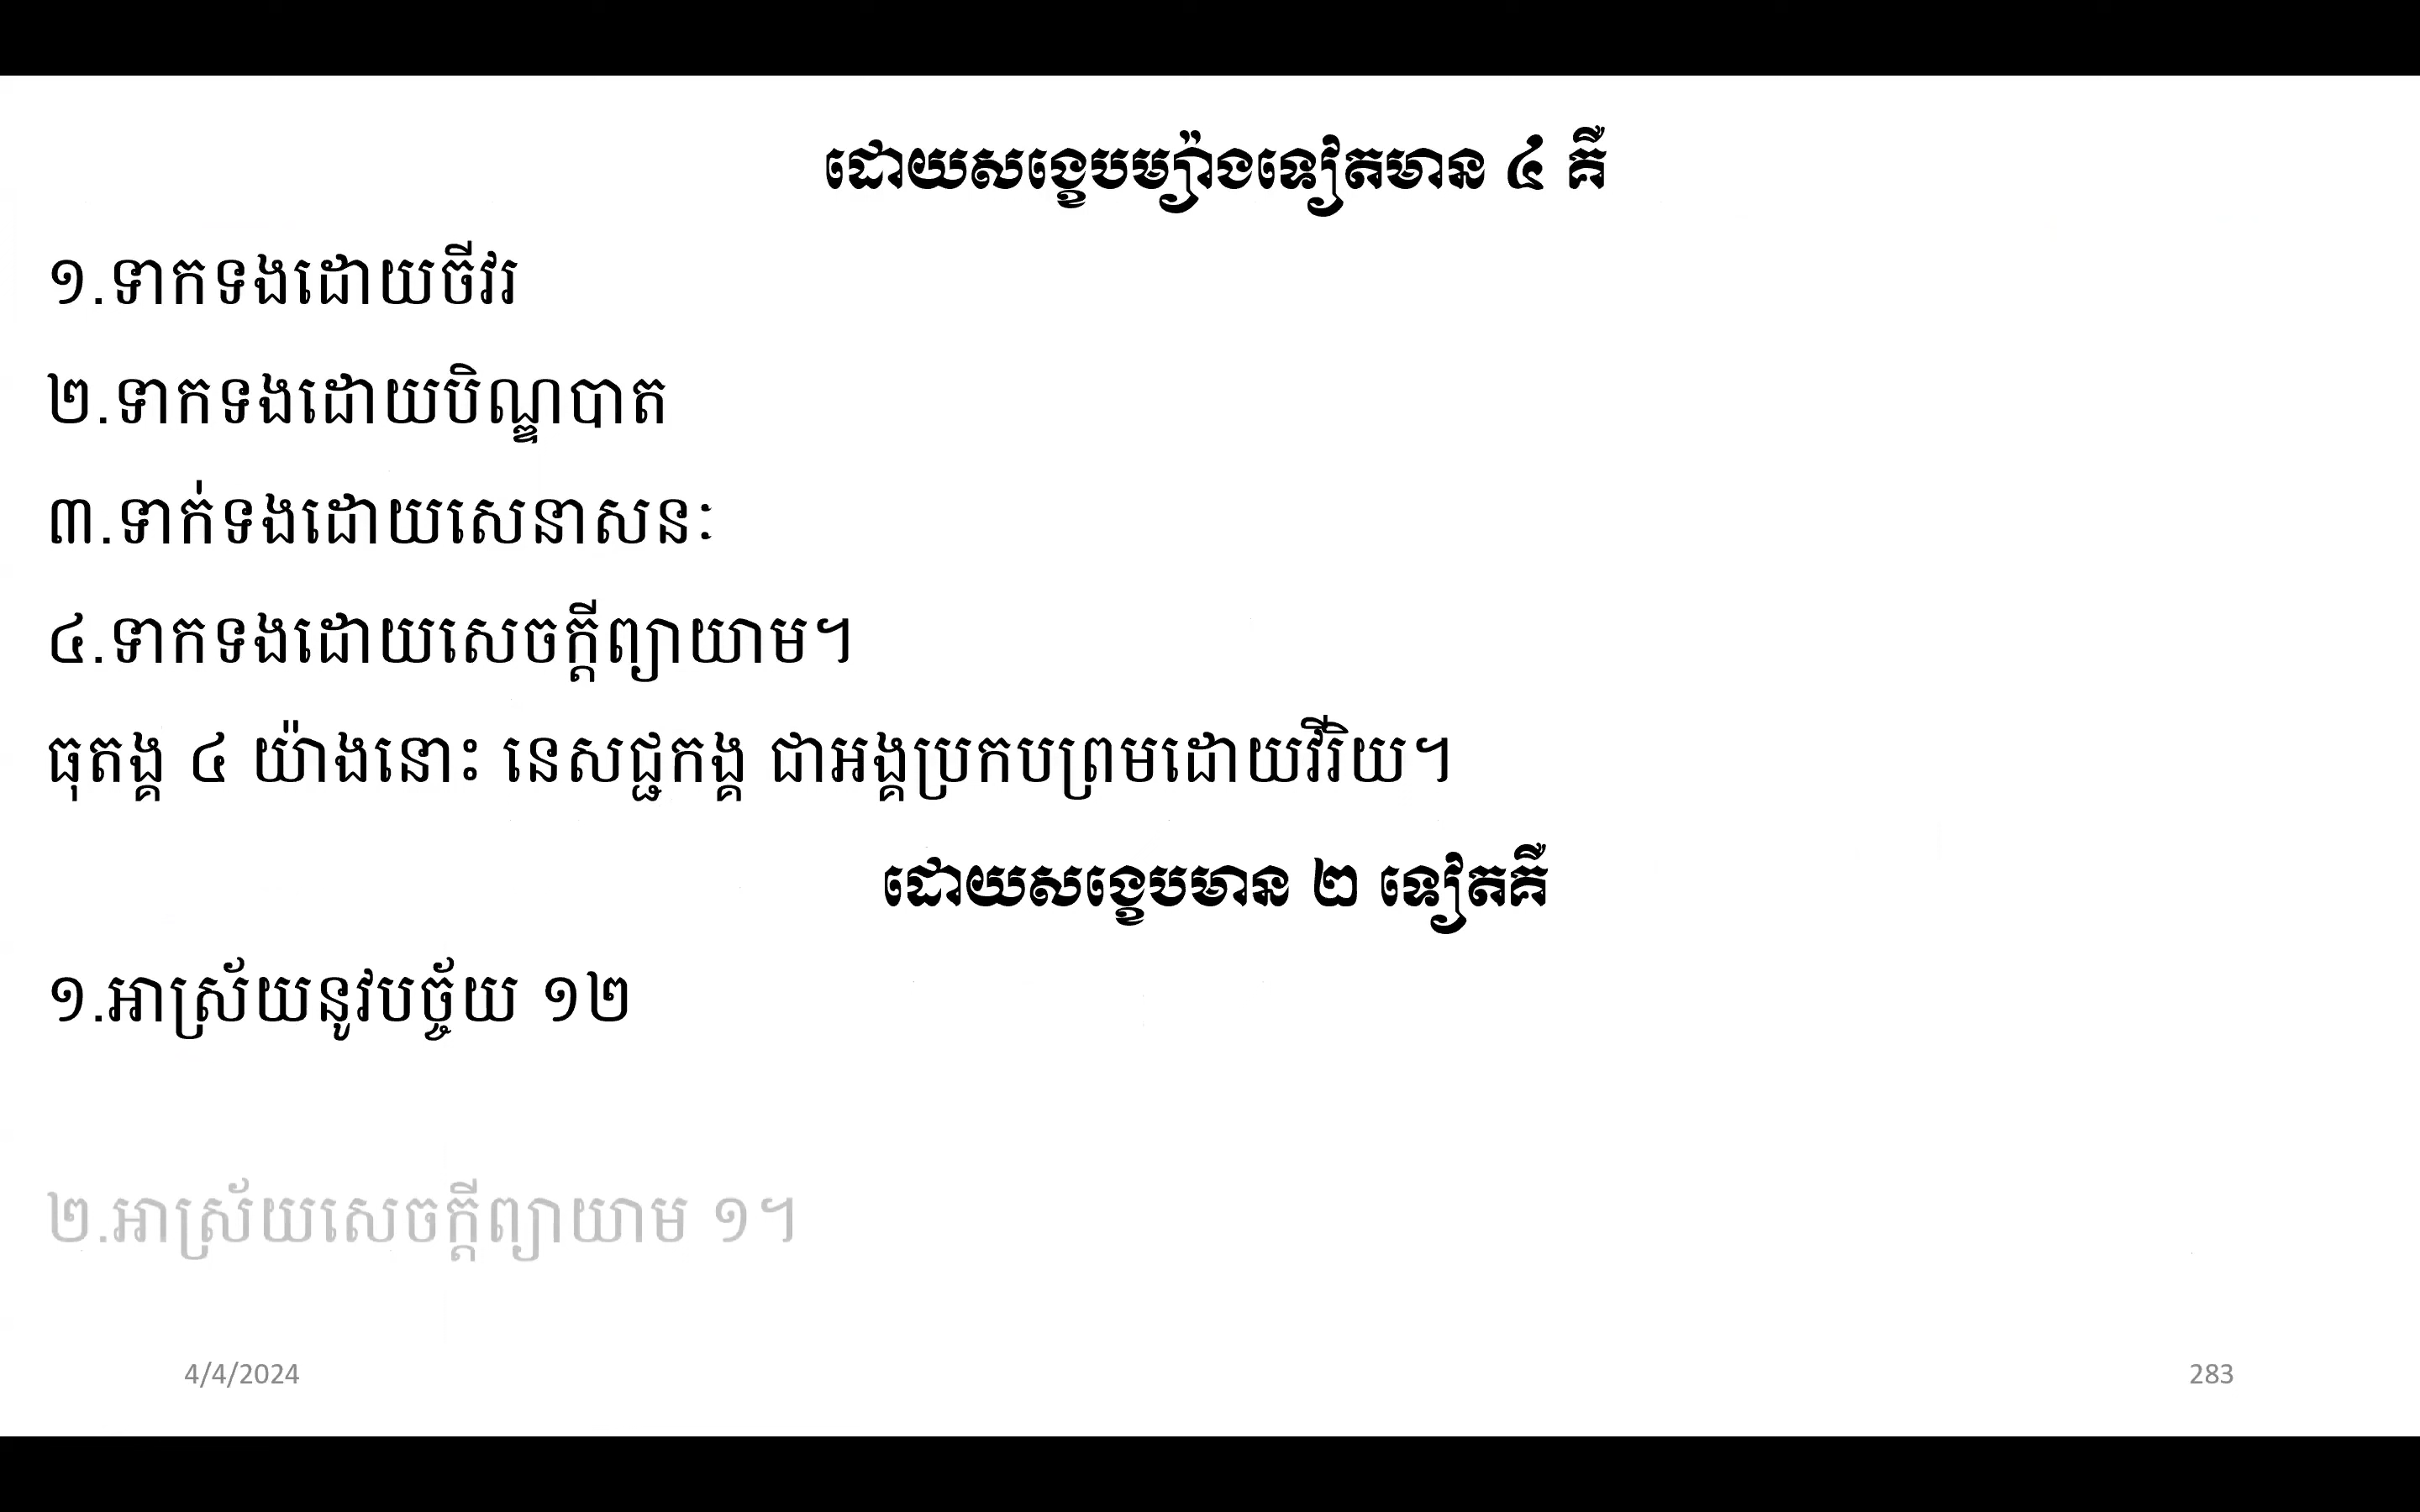 ដោយសង្ខេបម្យ៉ាងទៀតមាន ៤ គឺ
១.ទាកទងដោយចីវរ
២.ទាកទងដោយបិណ្ឌបាត
៣.ទាក់ទងដោយសេនាសនៈ
៤.ទាកទងដោយសេចក្ដីព្យាយាម។
ធុតង្គ ៤ យ៉ាងនោះ នេសជ្ជកង្គ ជាអង្គប្រកបព្រមដោយវីរិយ។
ដោយសង្ខេបមាន ២ ទៀតគឺ
១.អាស្រ័យនូវបច្ច័យ ១២
២.អាស្រ័យសេចក្ដីព្យាយាម ១។
4/4/2024
283